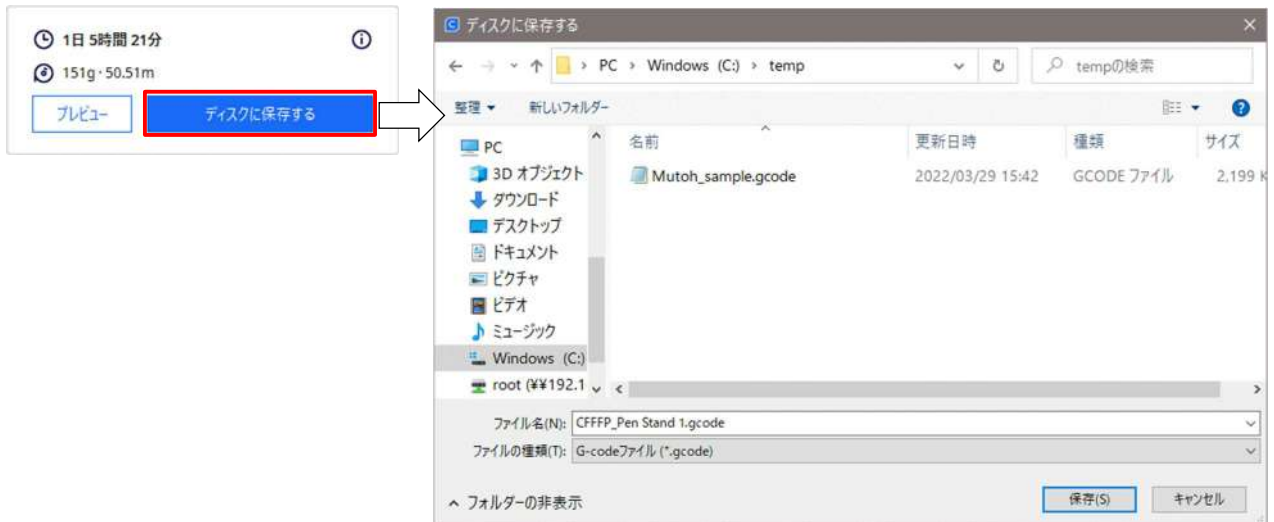 1日 5時間 21分
151g · 50.51m
プレビュー
ディスクに保存する
ディスクに保存する
PC › Windows (C:) › temp
tempの検索
整理
新しいフォルダー
PC
3D オブジェクト
ダウンロード
デスクトップ
ドキュメント
ピクチャ
ビデオ
ミュージック
Windows (C:)
root (¥¥192.1
名前 更新日時 種類 サイズ
Mutoh_sample.gcode 2022/03/29 15:42 GCODE ファイル 2,199 K
ファイル名(N): CFFFP_Pen Stand 1.gcode
ファイルの種類(T): G-codeファイル (*.gcode)
フォルダーの非表示
保存(S)
キャンセル